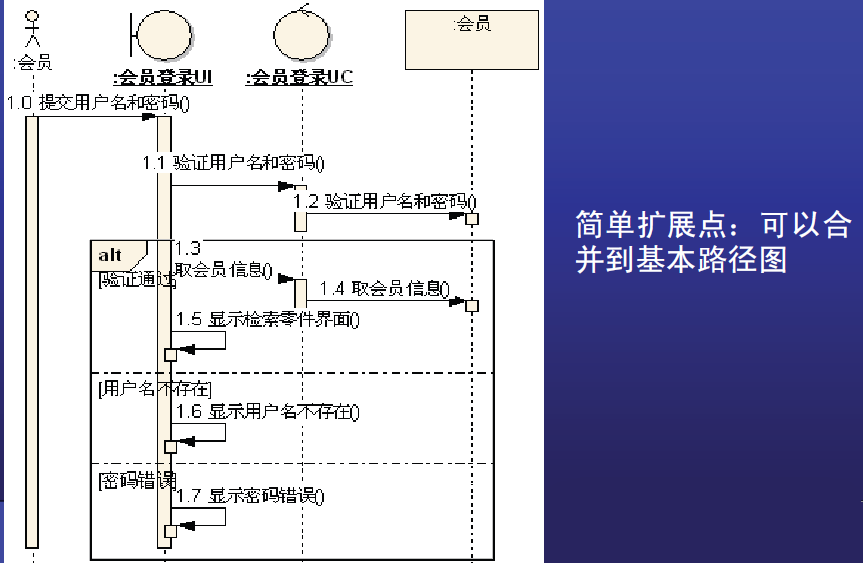 :会员
:会员登录UI
:会员登录UC
:会员
1.0 提交用户名和密码()
1.1 验证用户名和密码()
1.2 验证用户名和密码()
alt
[验证通过]
1.3
取会员信息()
1.4 取会员信息()
1.5 显示检索零件界面()
[用户名不存在]
1.6 显示用户名不存在()
[密码错误]
1.7 显示密码错误()
简单扩展点：可以合
并到基本路径图